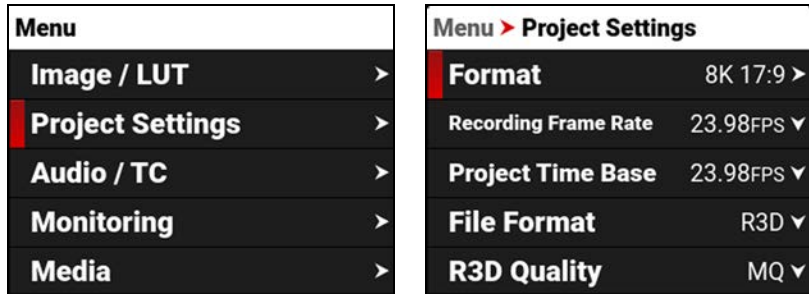 Menu
Image / LUT
Project Settings
Audio / TC
Monitoring
Media
Menu > Project Settings
Format 8K 17:9
Recording Frame Rate 23.98FPS
Project Time Base 23.98FPS
File Format R3D
R3D Quality MQ